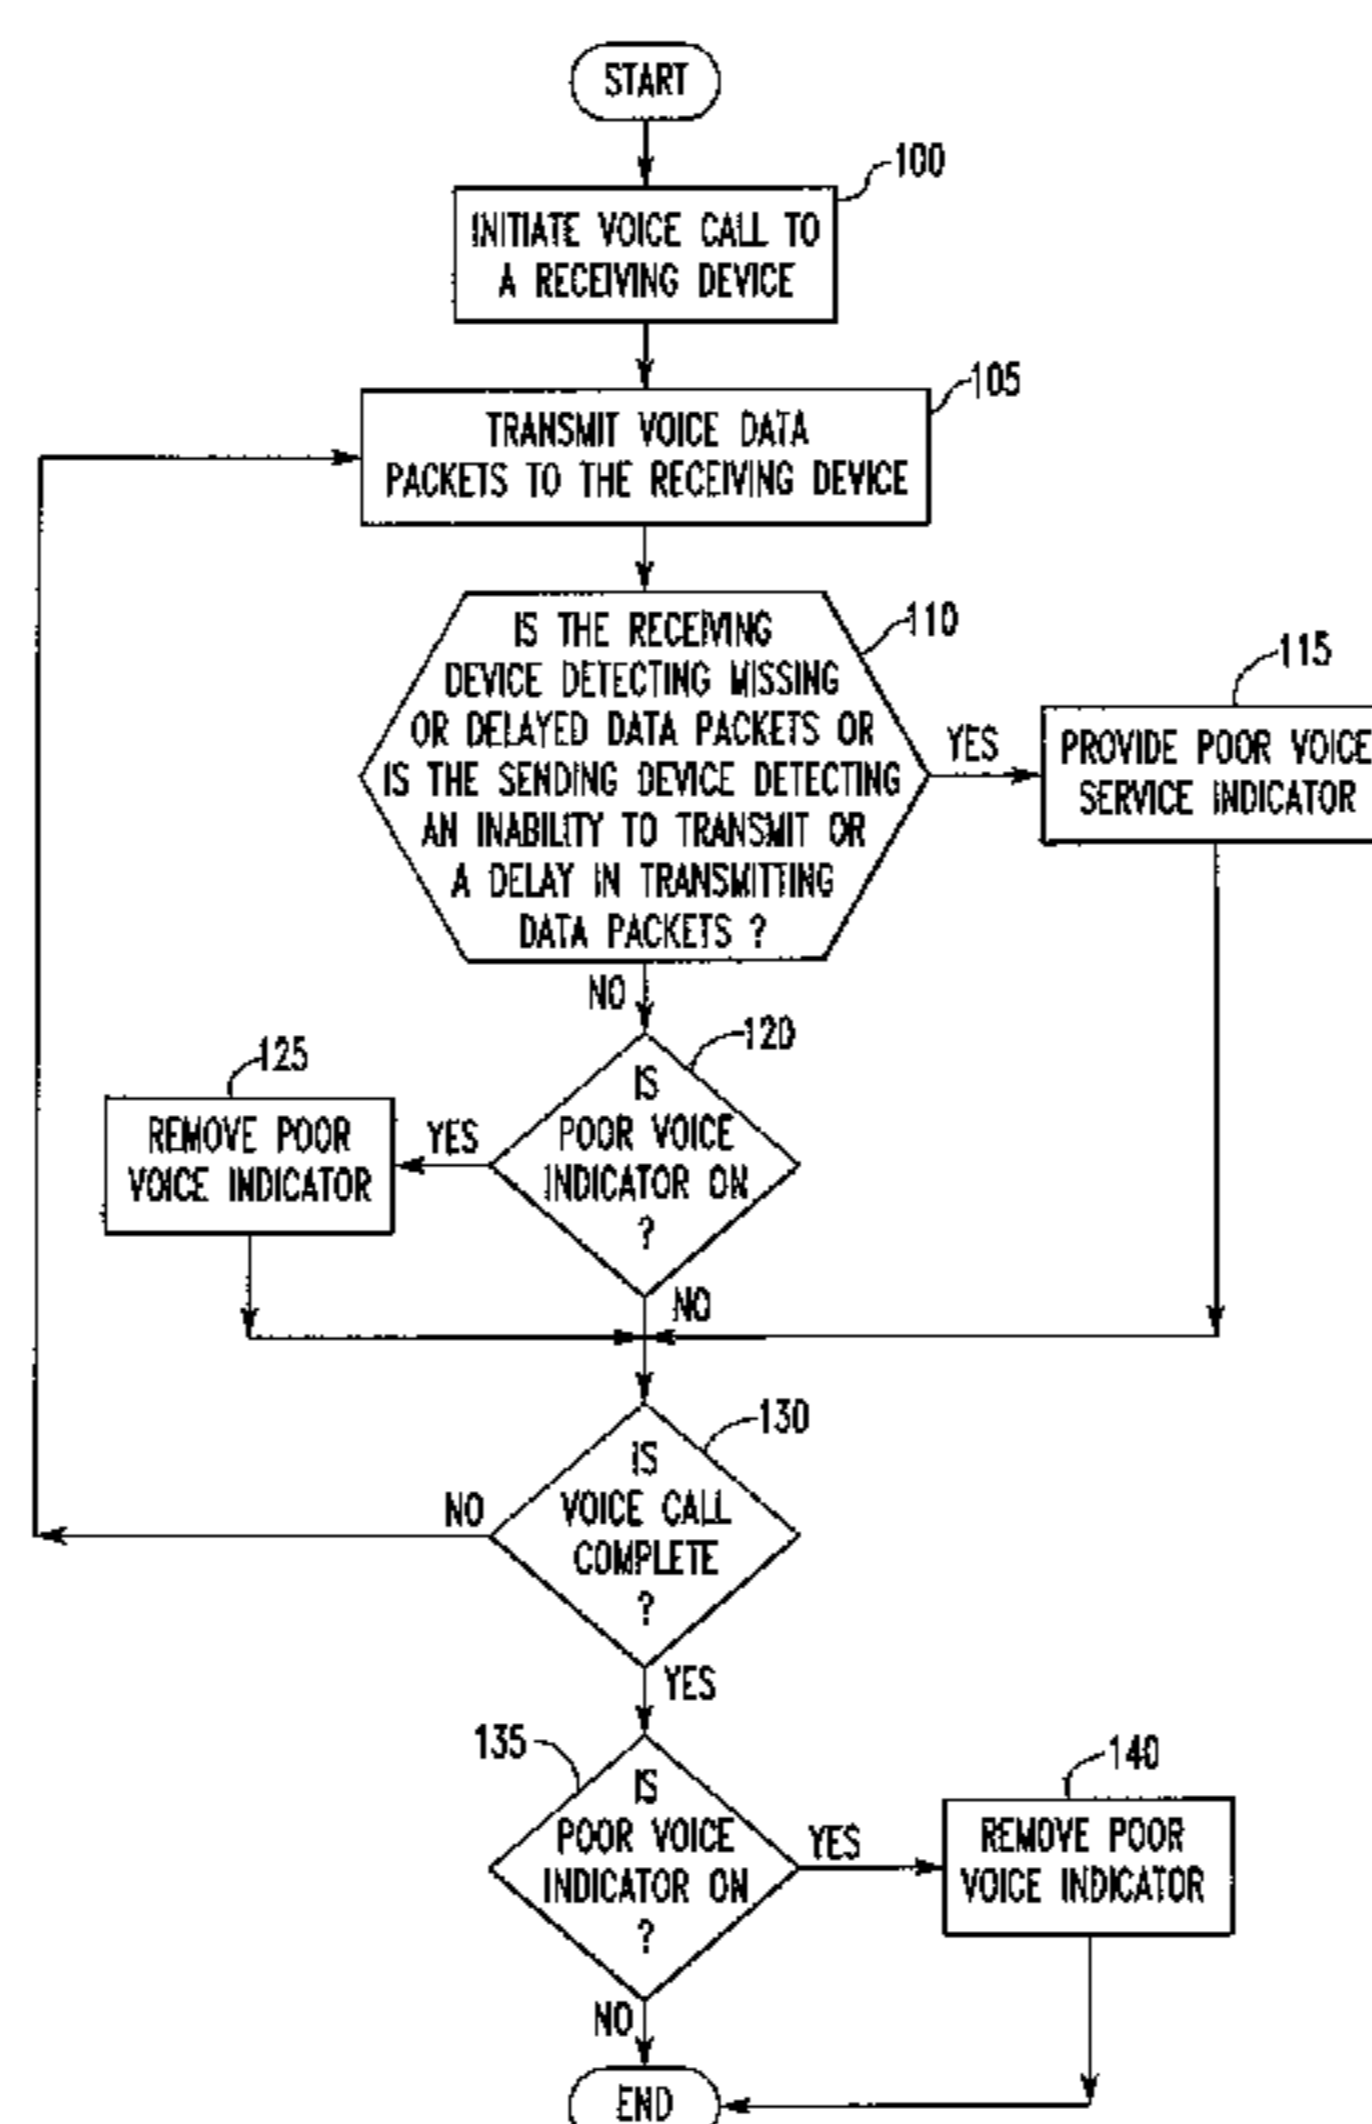 START
100
INITIATE VOICE CALL TO
A RECEIVING DEVICE
105
TRANSMIT VOICE DATA
PACKETS TO THE RECEIVING DEVICE
110
IS THE RECEIVING
DEVICE DETECTING MISSING
OR DELAYED DATA PACKETS OR
IS THE SENDING DEVICE DETECTING
AN INABILITY TO TRANSMIT OR
A DELAY IN TRANSMITTING
DATA PACKETS ?
YES
115
PROVIDE POOR VOICE
SERVICE INDICATOR
NO
120
IS
POOR VOICE
INDICATOR ON
?
YES
125
REMOVE POOR
VOICE INDICATOR
NO
130
IS
VOICE CALL
COMPLETE
?
NO
YES
135
IS
POOR VOICE
INDICATOR ON
?
YES
140
REMOVE POOR
VOICE INDICATOR
NO
END